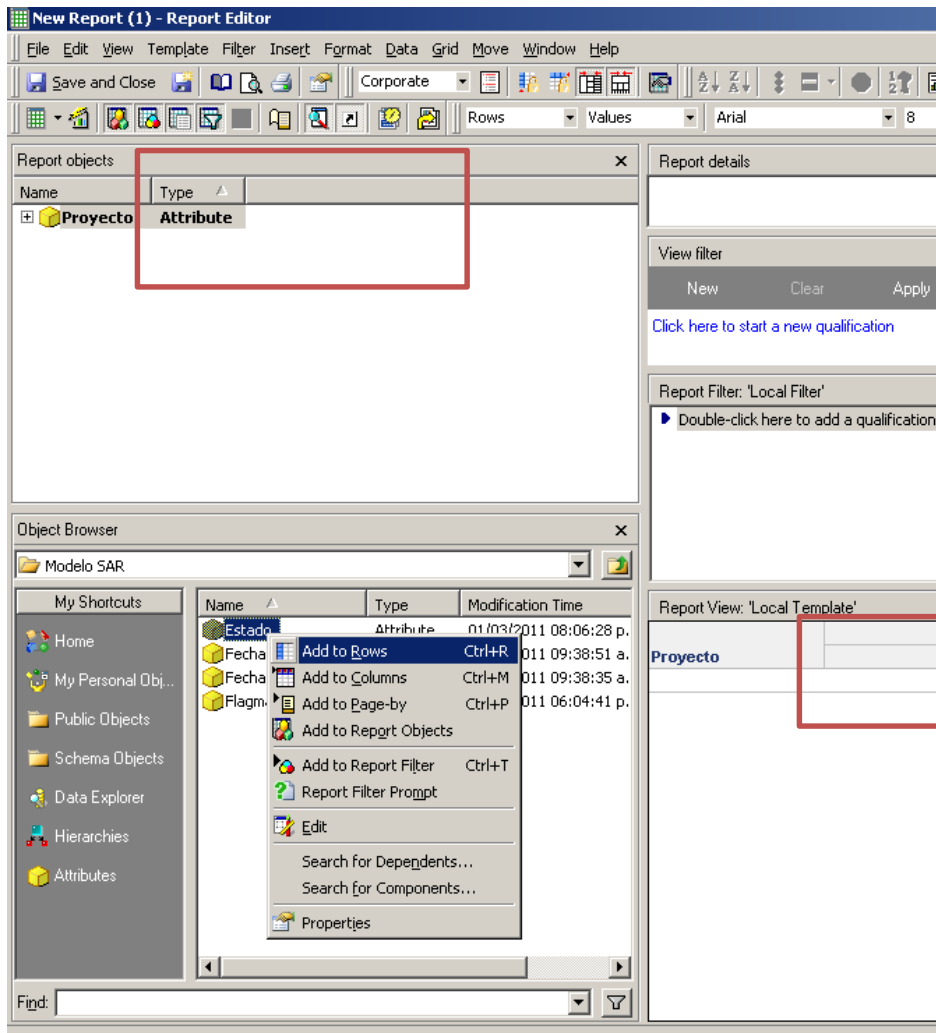 New Report (1) - Report Editor
File Edit View Template Filter Insert Format Data Grid Move Window Help
Save and Close Corporate
Rows Values Arial 8
Report objects
Name Type
Proyecto Attribute
Report details
View filter
New Clear Apply
Click here to start a new qualification
Report Filter: 'Local Filter'
Double-click here to add a qualification
Object Browser
Modelo SAR
My Shortcuts
Home
My Personal Obj...
Public Objects
Schema Objects
Data Explorer
Hierarchies
Attributes
Name Type Modification Time
Estado Attribute 01/03/2011 08:06:28 p.
Fecha 011 09:38:51 a.
Fecha 011 09:38:35 a.
Flagm 011 06:04:41 p.
Add to Rows Ctrl+R
Add to Columns Ctrl+M
Add to Page-by Ctrl+P
Add to Report Objects
Add to Report Filter Ctrl+T
Report Filter Prompt
Edit
Search for Dependents...
Search for Components...
Properties
Find:
Report View: 'Local Template'
Proyecto